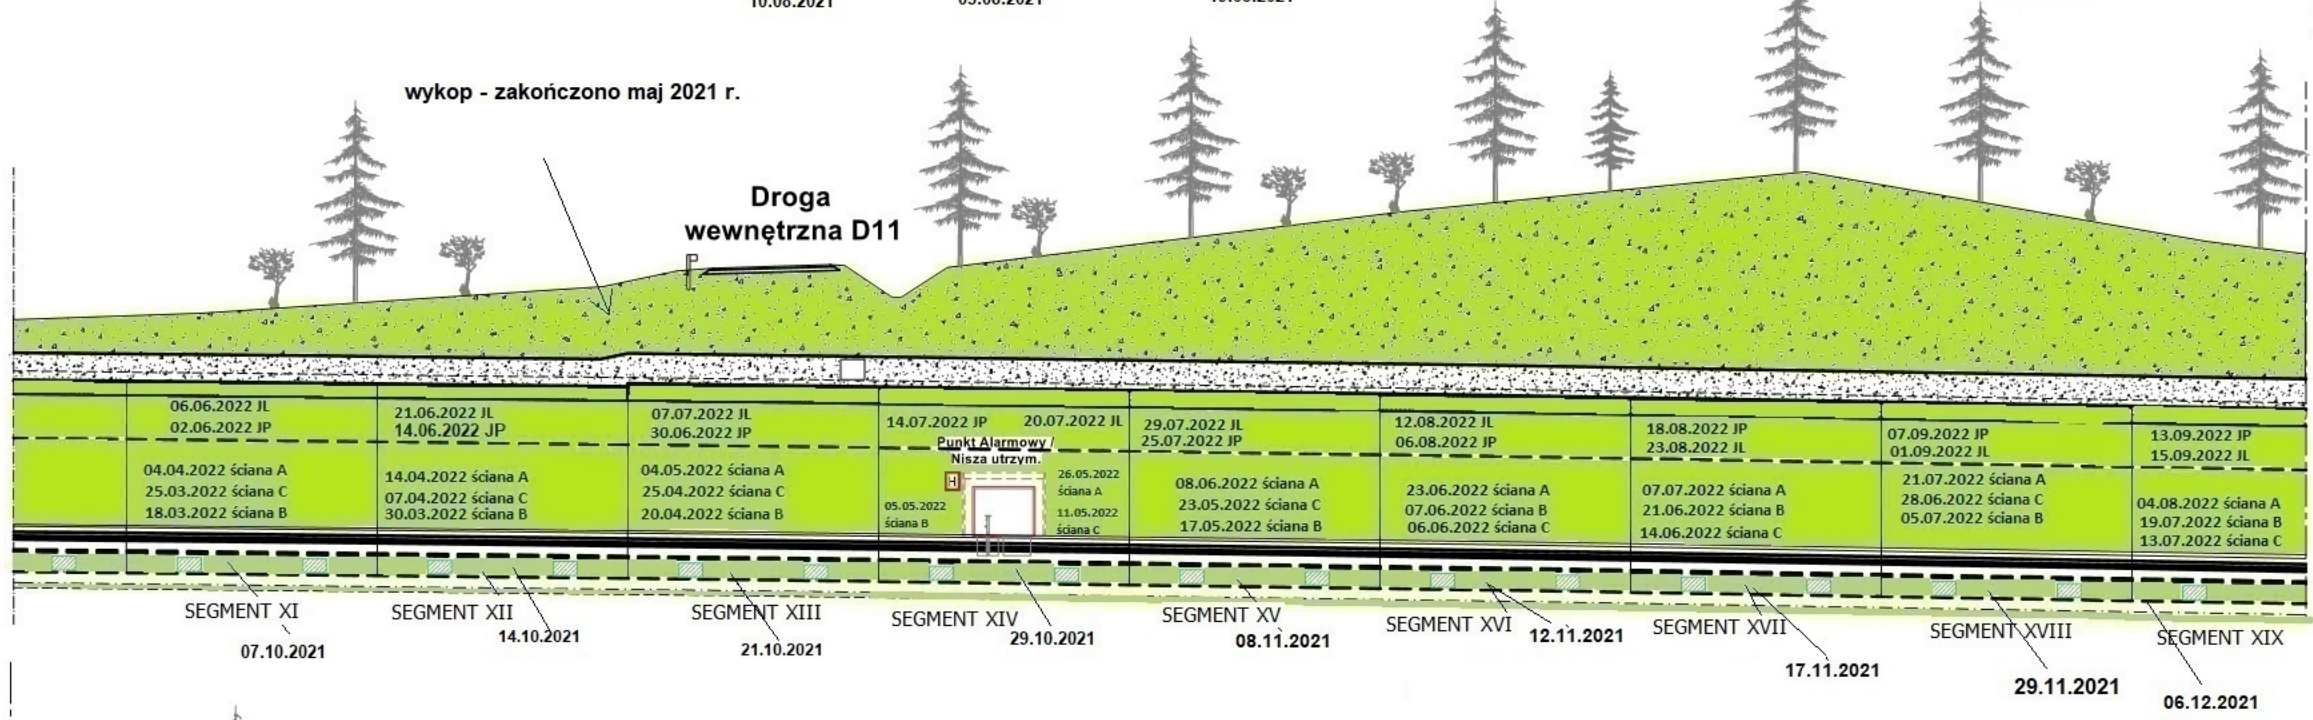 10.08.2021
wykop - zakończono maj 2021 r.
Droga
wewnętrzna D11
06.06.2022 JL
02.06.2022 JP
04.04.2022 ściana A
25.03.2022 ściana C
18.03.2022 ściana B
21.06.2022 JL
14.06.2022 JP
14.04.2022 ściana A
07.04.2022 ściana C
30.03.2022 ściana B
07.07.2022 JL
30.06.2022 JP
04.05.2022 ściana A
25.04.2022 ściana C
20.04.2022 ściana B
14.07.2022 JP
20.07.2022 JL
Punkt Alarmowy /
Nisza utrzym.
H
05.05.2022
ściana B
26.05.2022
ściana A
11.05.2022
ściana C
29.07.2022 JL
25.07.2022 JP
08.06.2022 ściana A
23.05.2022 ściana C
17.05.2022 ściana B
12.08.2022 JL
06.08.2022 JP
23.06.2022 ściana A
07.06.2022 ściana B
06.06.2022 ściana C
18.08.2022 JP
23.08.2022 JL
07.07.2022 ściana A
21.06.2022 ściana B
14.06.2022 ściana C
07.09.2022 JP
01.09.2022 JL
21.07.2022 ściana A
28.06.2022 ściana C
05.07.2022 ściana B
13.09.2022 JP
15.09.2022 JL
04.08.2022 ściana A
19.07.2022 ściana B
13.07.2022 ściana C
SEGMENT XI
07.10.2021
SEGMENT XII
14.10.2021
SEGMENT XIII
21.10.2021
SEGMENT XIV
29.10.2021
SEGMENT XV
08.11.2021
SEGMENT XVI
12.11.2021
SEGMENT XVII
17.11.2021
SEGMENT XVIII
29.11.2021
SEGMENT XIX
06.12.2021